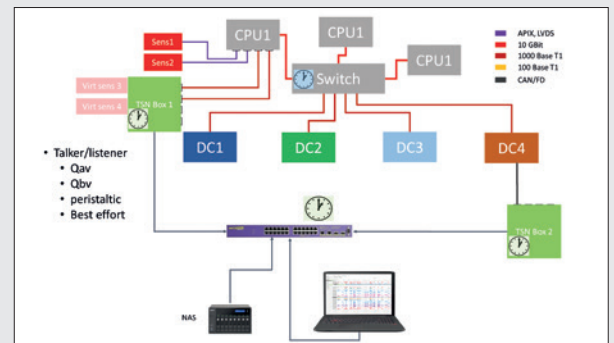 Sens1
Sens2
CPU1
CPU1
CPU1
Switch
APIX, LVDS
10 GBit
1000 Base T1
100 Base T1
CAN/FD
Virt sens 3
Virt sens 4
TSN Box 1
DC1
DC2
DC3
DC4
• Talker/listener
• Qav
• Qbv
• peristaltic
• Best effort
TSN Box 2
NAS